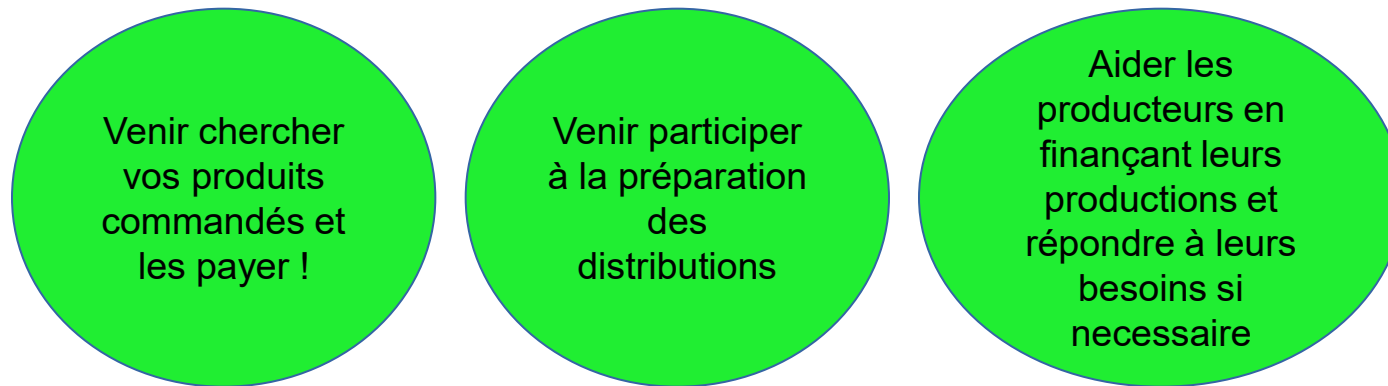 Venir chercher
vos produits
commandés et
les payer !
Venir participer
à la préparation
des
distributions
Aider les
producteurs en
finançant leurs
productions et
répondre à leurs
besoins si
necessaire